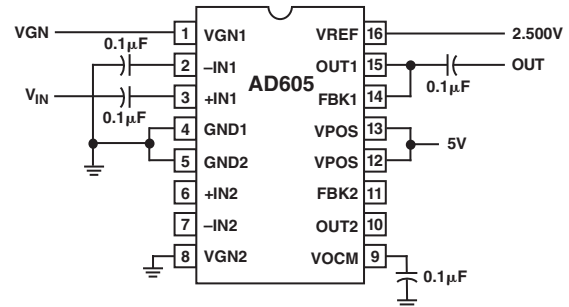 VGN 1 VGN1 VREF 16 2.500V
0.1μF
2 –IN1 OUT1 15 OUT
AD605
VIN 3 +IN1 FBK1 14 0.1μF
0.1μF
4 GND1 VPOS 13
5V
5 GND2 VPOS 12
6 +IN2 FBK2 11
7 –IN2 OUT2 10
8 VGN2 VOCM 9
0.1μF